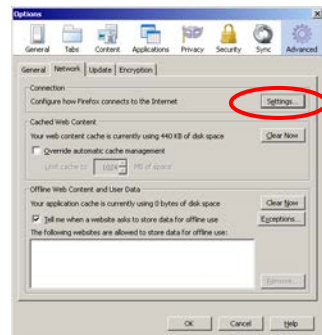 Options
General Tabs Content Applications Privacy Security Sync Advanced
General Network Update Encryption
Connection
Configure how Firefox connects to the Internet Settings...
Cached Web Content
Your web content cache is currently using 440 KB of disk space Clear Now
Override automatic cache management
Limit cache to 1024 MB of space
Offline Web Content and User Data
Your application cache is currently using 0 bytes of disk space Clear Now
Tell me when a website asks to store data for offline use Exceptions...
The following websites are allowed to store data for offline use:
Remove...
OK Cancel Help